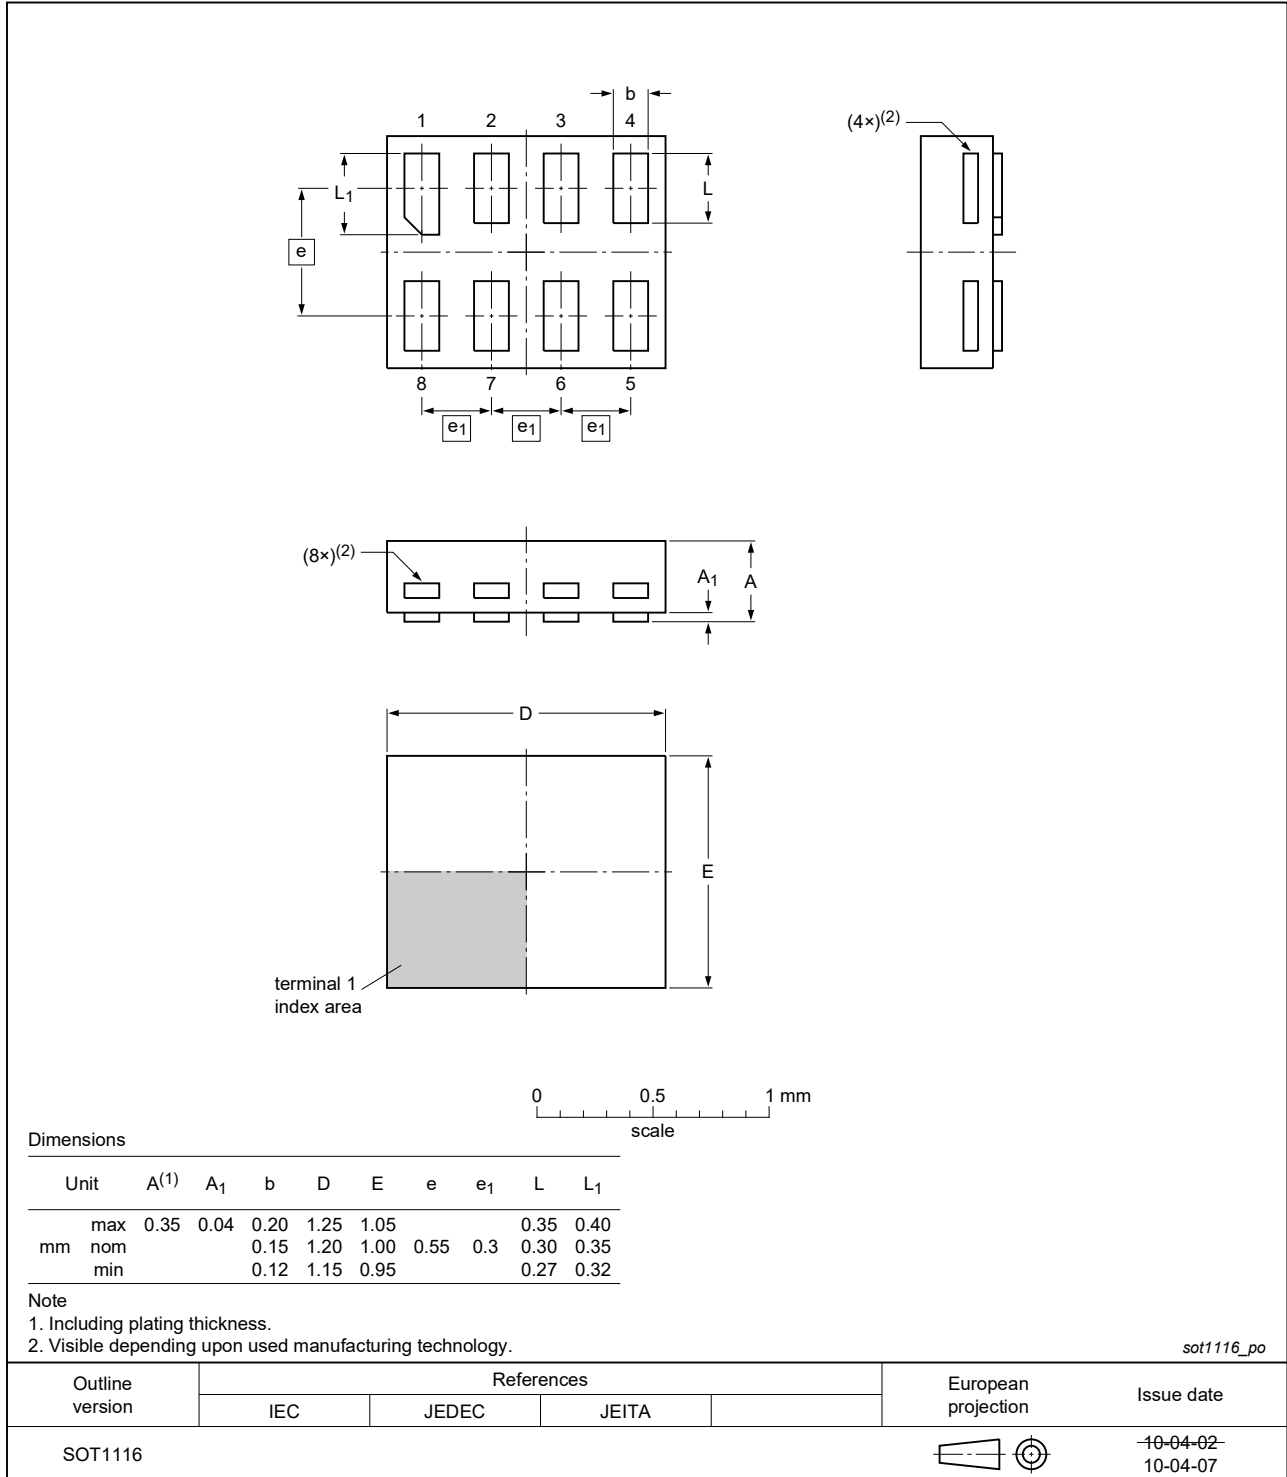 b
1 2 3 4
(4×)(2)
L1
L
e
8 7 6 5
e1 e1 e1
(8×)(2)
A1 A
D
E
terminal 1
index area
0 0.5 1 mm
scale
Dimensions
Unit A(1) A1 b D E e e1 L L1
max 0.35 0.04 0.20 1.25 1.05 0.35 0.40
mm nom 0.15 1.20 1.00 0.55 0.3 0.30 0.35
min 0.12 1.15 0.95 0.27 0.32
Note
1. Including plating thickness.
2. Visible depending upon used manufacturing technology.
sot1116_po
Outline
version
References
IEC JEDEC JEITA
European
projection
Issue date
SOT1116
10-04-02
10-04-07